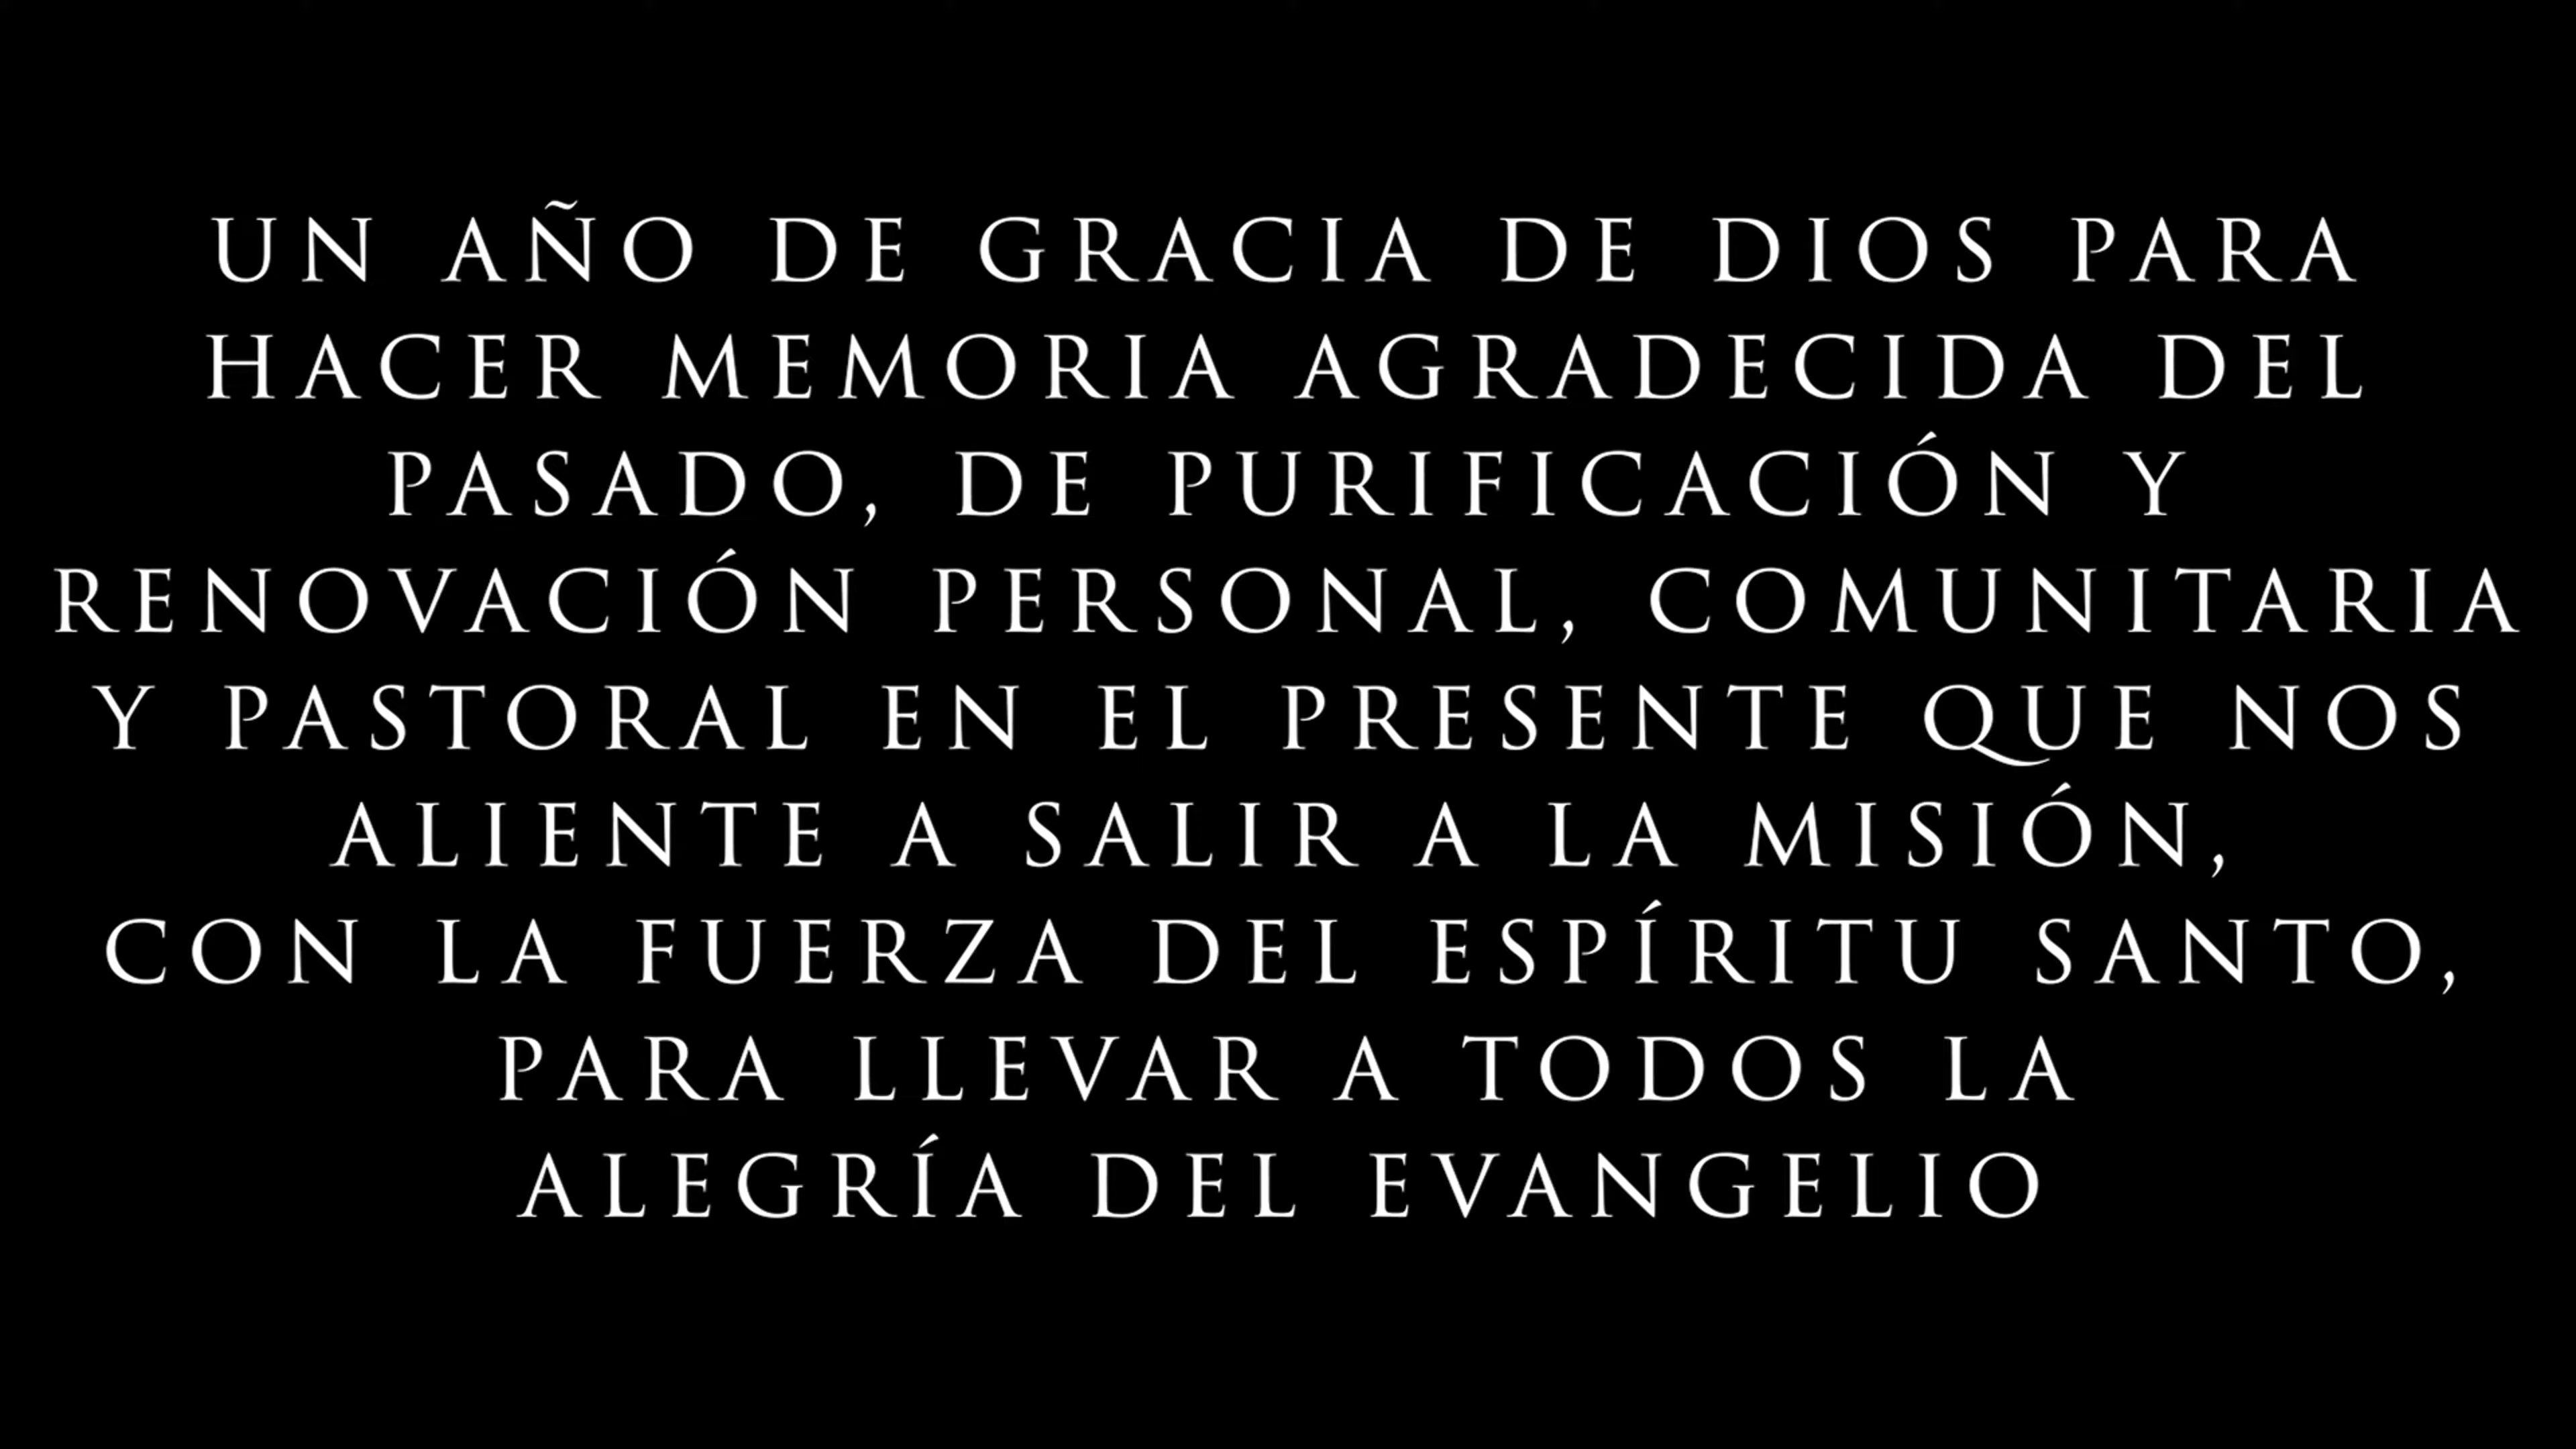 UN AÑO DE GRACIA DE DIOS PARA
HACER MEMORIA AGRADECIDA DEL
PASADO, DE PURIFICACIÓN Y
RENOVACIÓN PERSONAL, COMUNITARIA
Y PASTORAL EN EL PRESENTE QUE NOS
ALIENTE A SALIR A LA MISIÓN,
CON LA FUERZA DEL ESPÍRITU SANTO,
PARA LLEVAR A TODOS LA
ALEGRÍA DEL EVANGELIO